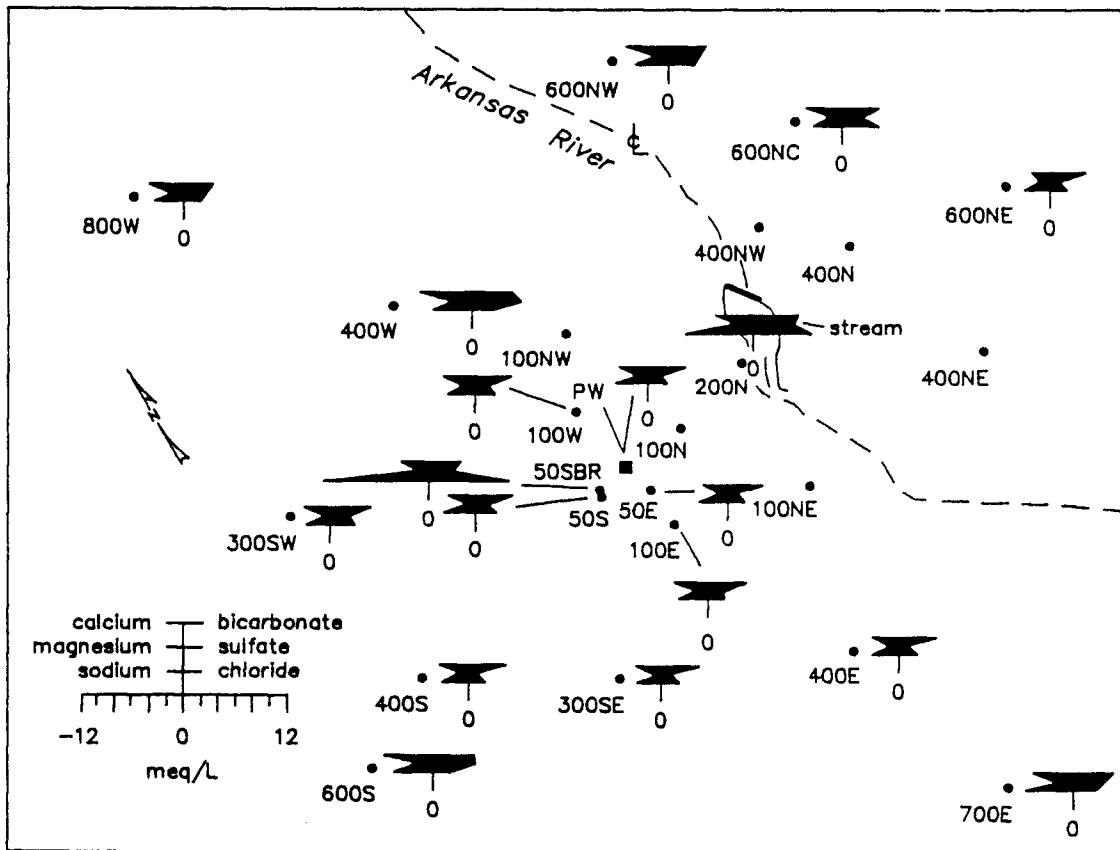 Arkansas River
600NW
0
₵
600NC
0
600NE
0
800W
0
400NW
400N
400W
0
stream
0
100NW
200N
400NE
0
PW
0
100W
100N
50SBR
0
50S
0
50E
0
100NE
300SW
0
100E
0
calcium bicarbonate
magnesium sulfate
sodium chloride
-12 0 12
meq/L
400S
0
300SE
0
400E
0
600S
0
700E
0
N